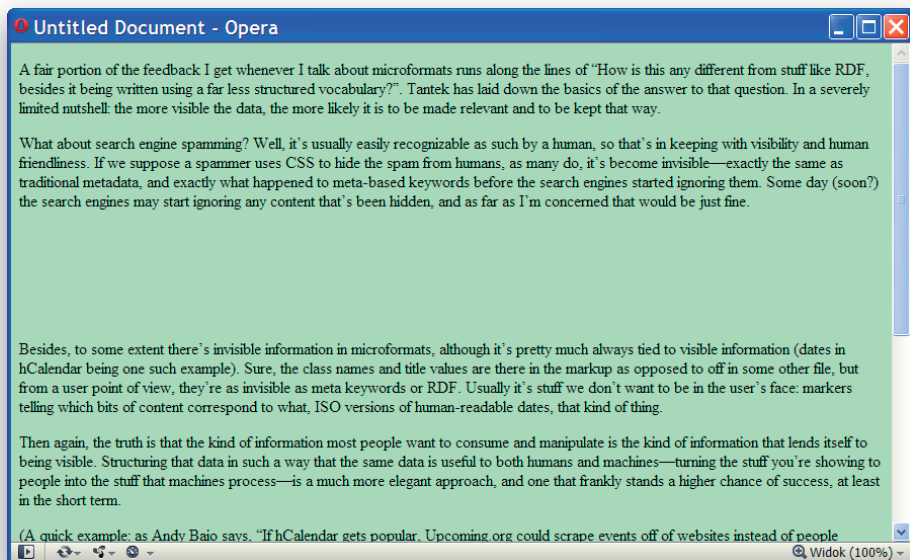 Untitled Document - Opera
A fair portion of the feedback I get whenever I talk about microformats runs along the lines of “How is this any different from stuff like RDF,
besides it being written using a far less structured vocabulary?”. Tantek has laid down the basics of the answer to that question. In a severely
limited nutshell: the more visible the data, the more likely it is to be made relevant and to be kept that way.
What about search engine spamming? Well, it’s usually easily recognizable as such by a human, so that’s in keeping with visibility and human
friendliness. If we suppose a spammer uses CSS to hide the spam from humans, as many do, it’s become invisible—exactly the same as
traditional metadata, and exactly what happened to meta-based keywords before the search engines started ignoring them. Some day (soon?)
the search engines may start ignoring any content that’s been hidden, and as far as I’m concerned that would be just fine.
Besides, to some extent there’s invisible information in microformats, although it’s pretty much always tied to visible information (dates in
hCalendar being one such example). Sure, the class names and title values are there in the markup as opposed to off in some other file, but
from a user point of view, they’re as invisible as meta keywords or RDF. Usually it’s stuff we don’t want to be in the user’s face: markers
telling which bits of content correspond to what, ISO versions of human-readable dates, that kind of thing.
Then again, the truth is that the kind of information most people want to consume and manipulate is the kind of information that lends itself to
being visible. Structuring that data in such a way that the same data is useful to both humans and machines—turning the stuff you’re showing to
people into the stuff that machines process—is a much more elegant approach, and one that frankly stands a higher chance of success, at least
in the short term.
(A quick example: as Andy Baio says, “If hCalendar gets popular, Upcoming.org could scrape events off of websites instead of people
Widok (100%)